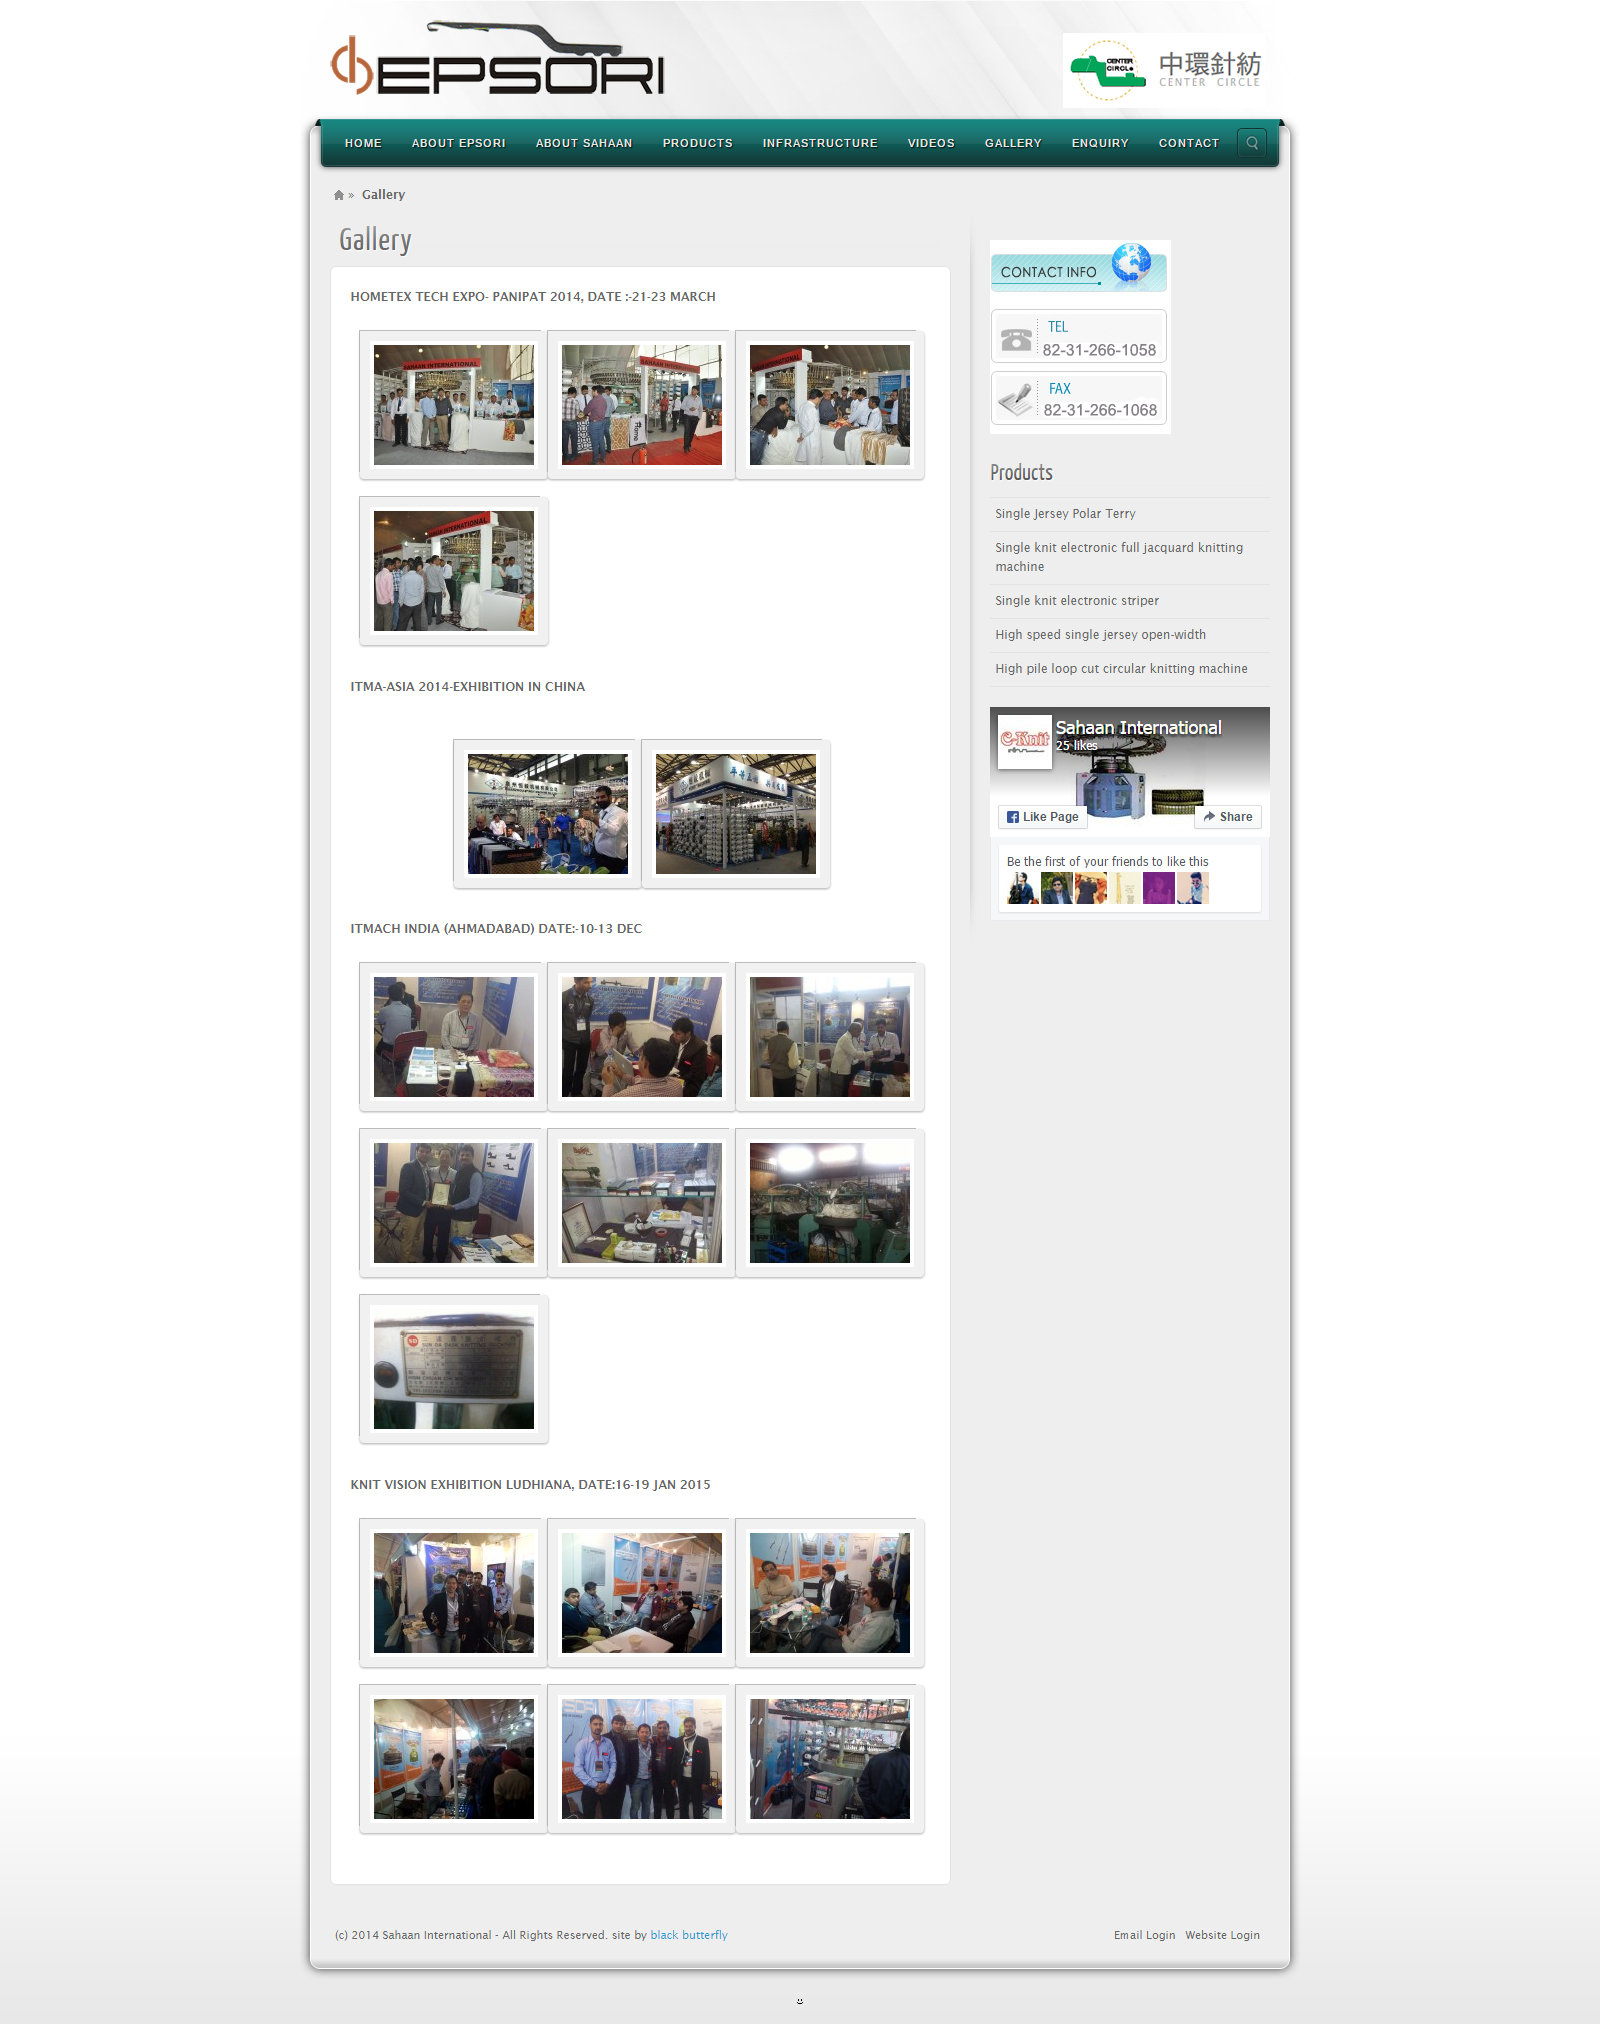 EPSORI
CENTER CIRCLE
中環針紡
CENTER CIRCLE
HOME ABOUT EPSORI ABOUT SAHAAN PRODUCTS INFRASTRUCTURE VIDEOS GALLERY ENQUIRY CONTACT
» Gallery
Gallery
HOMETEX TECH EXPO- PANIPAT 2014, DATE :-21-23 MARCH
SAHAAN INTERNATIONAL
SAHAAN INTERNATIONAL
ITMA-ASIA 2014-EXHIBITION IN CHINA
ITMACH INDIA (AHMADABAD) DATE:-10-13 DEC
KNIT VISION EXHIBITION LUDHIANA, DATE:16-19 JAN 2015
CONTACT INFO
TEL
82-31-266-1058
FAX
82-31-266-1068
Products
Single Jersey Polar Terry
Single knit electronic full jacquard knitting
machine
Single knit electronic striper
High speed single jersey open-width
High pile loop cut circular knitting machine
C-Knit
Sahaan International
25 likes
Like Page
Share
Be the first of your friends to like this
(c) 2014 Sahaan International - All Rights Reserved. site by black butterfly
Email Login Website Login